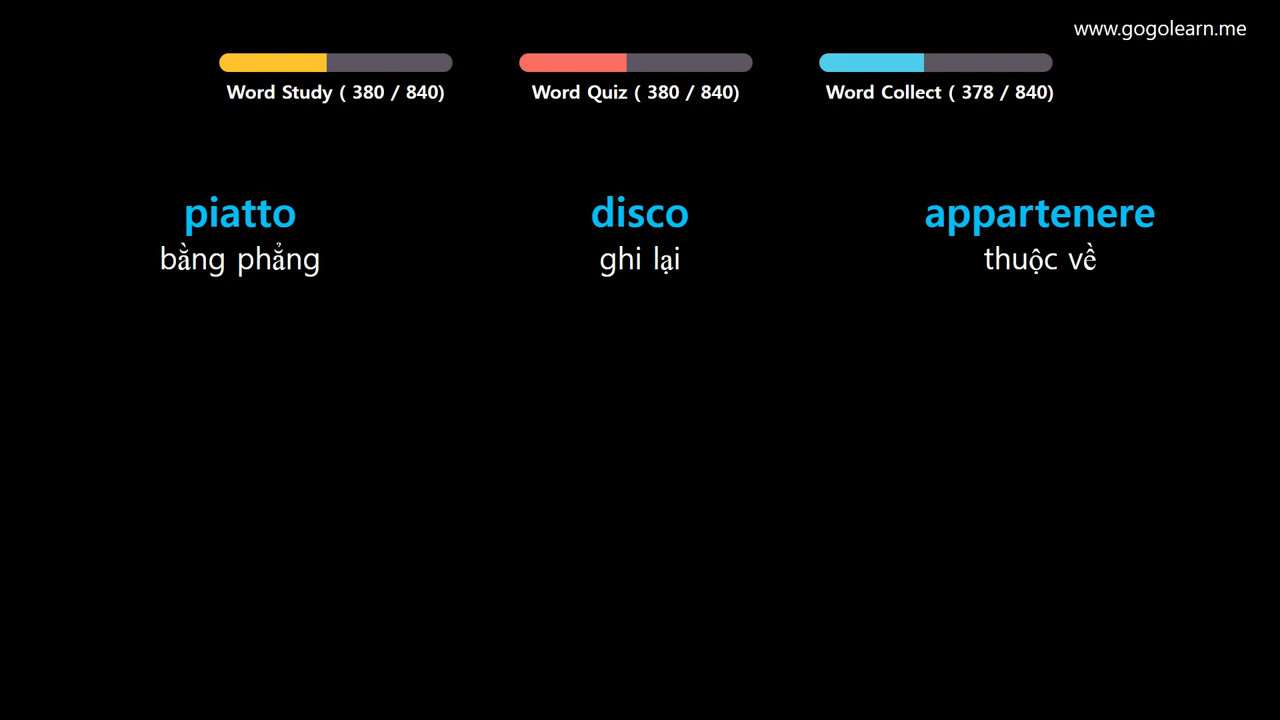 www.gogolearn.me
Word Study ( 380 / 840)
Word Quiz ( 380 / 840)
Word Collect ( 378 / 840)
piatto
bằng phẳng
disco
ghi lại
appartenere
thuộc về